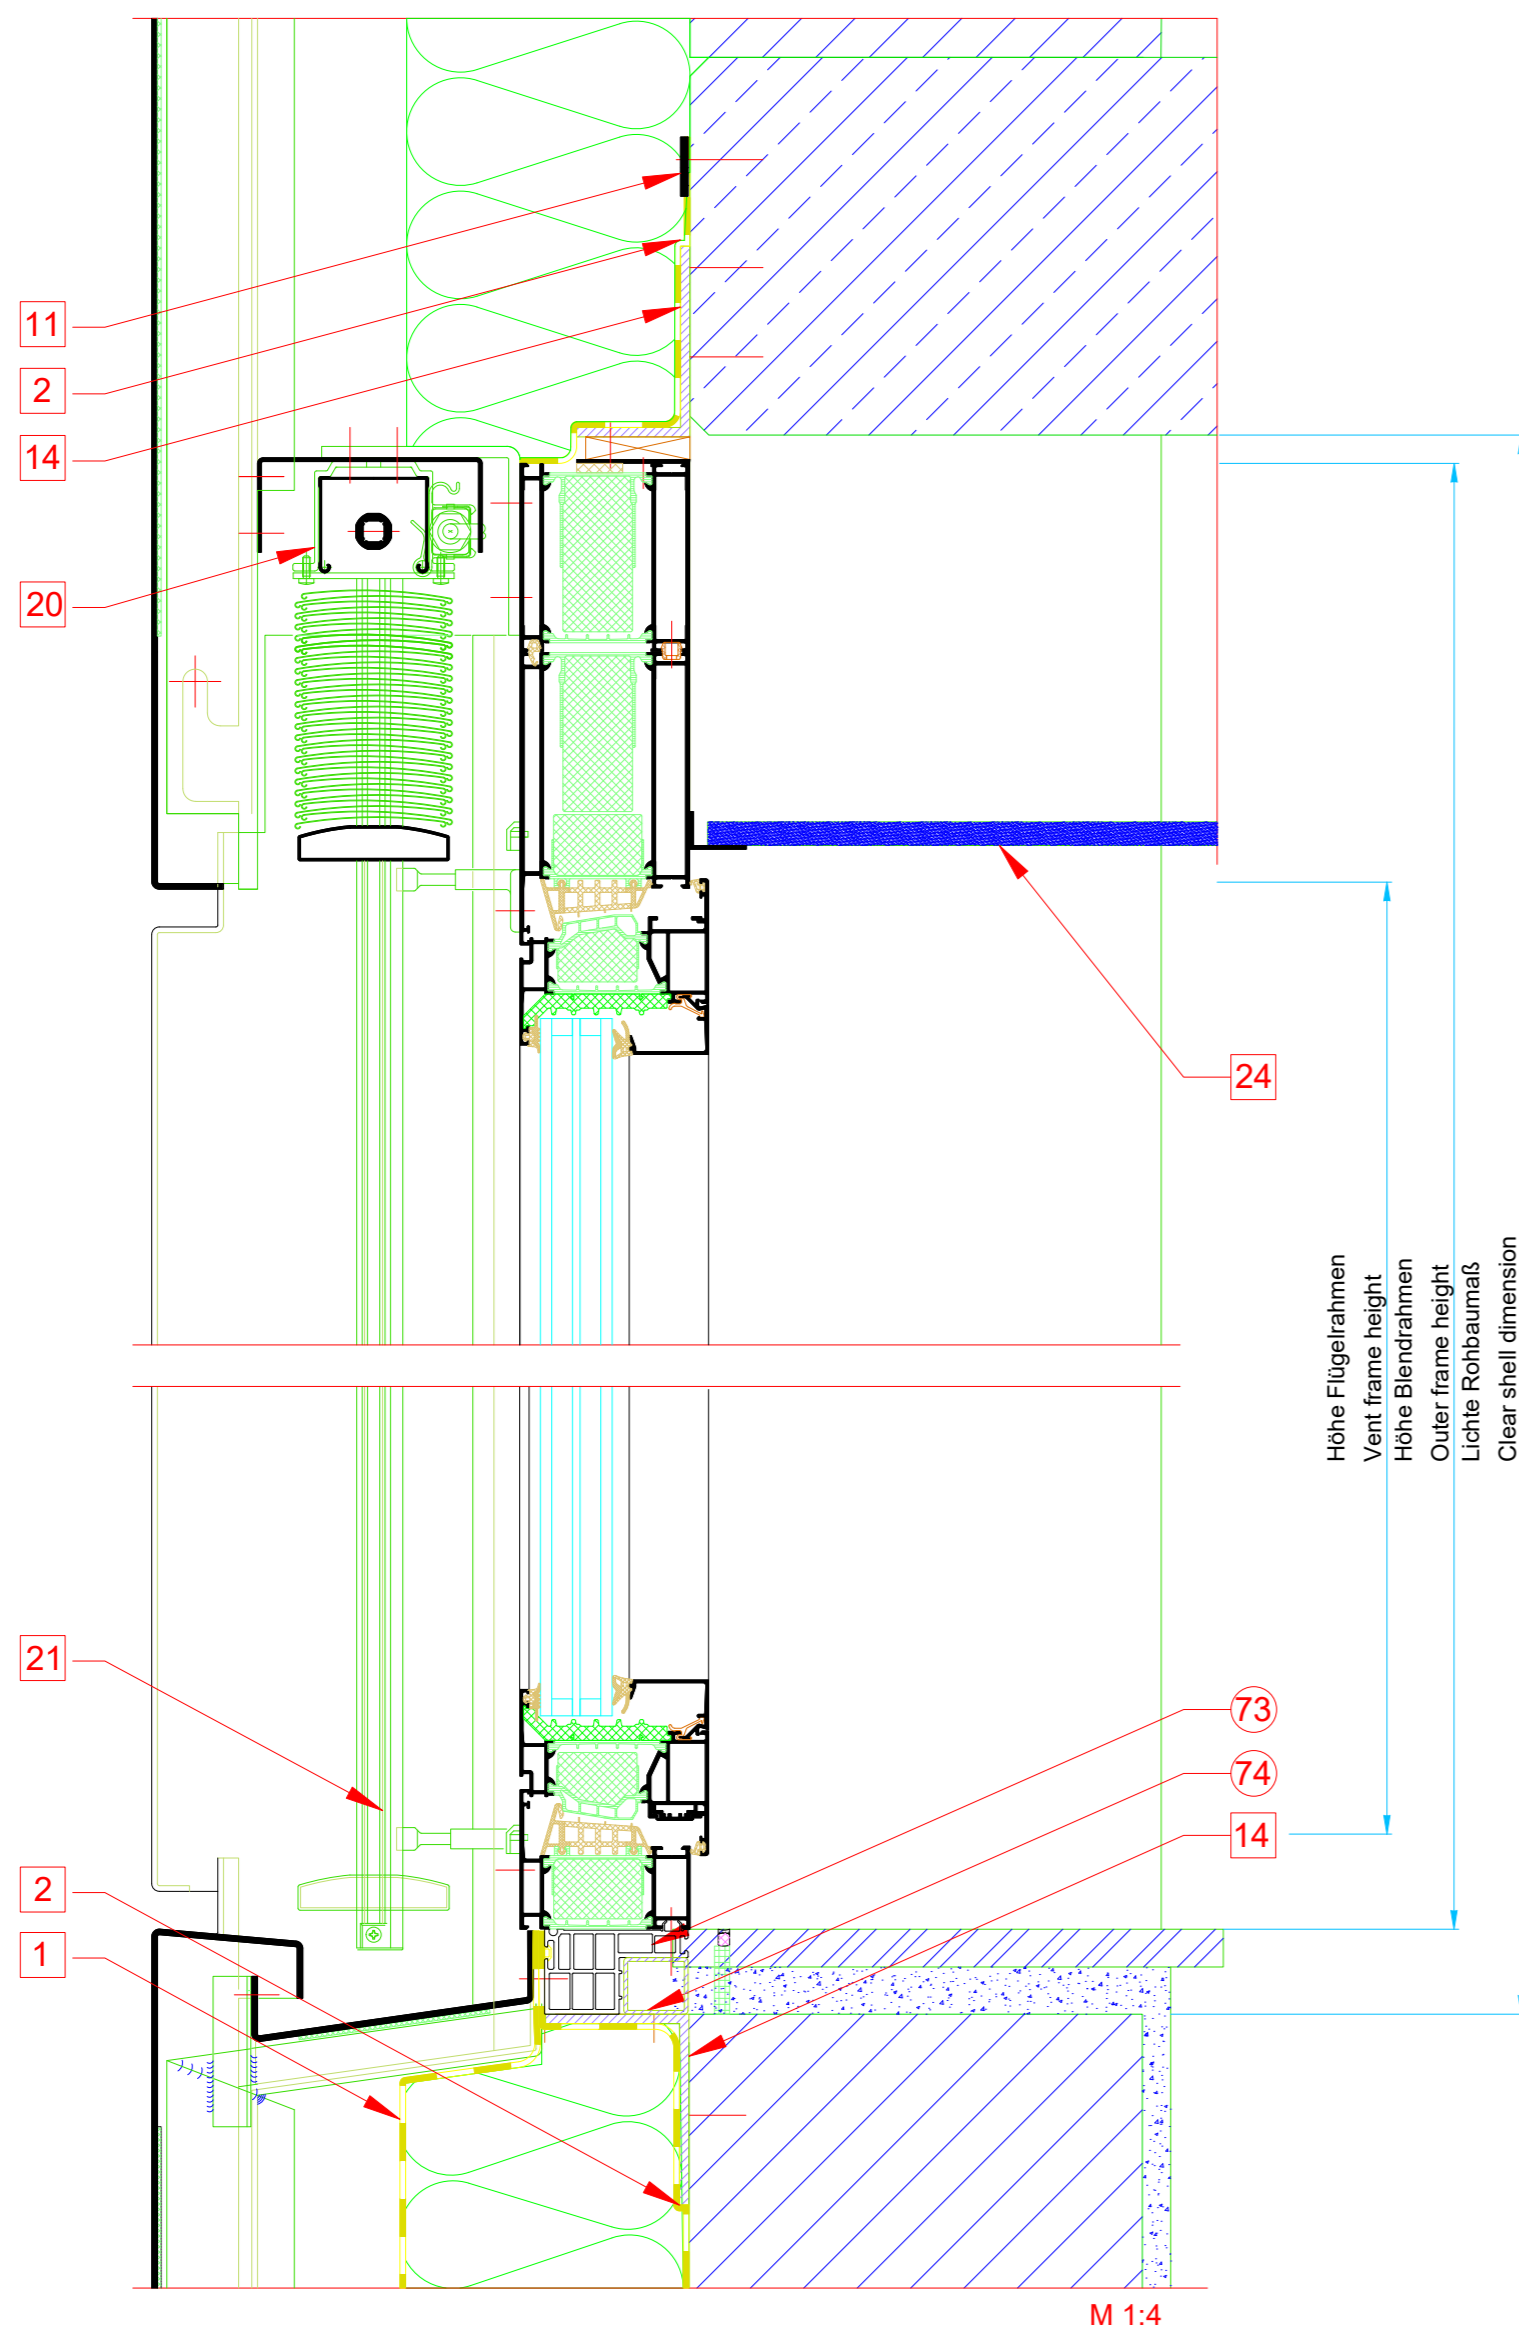 11
2
14
20
24
Höhe Flügelrahmen
Vent frame height
Höhe Blendrahmen
Outer frame height
Lichte Rohbaumaß
Clear shell dimension
21
73
74
14
2
1
M 1:4